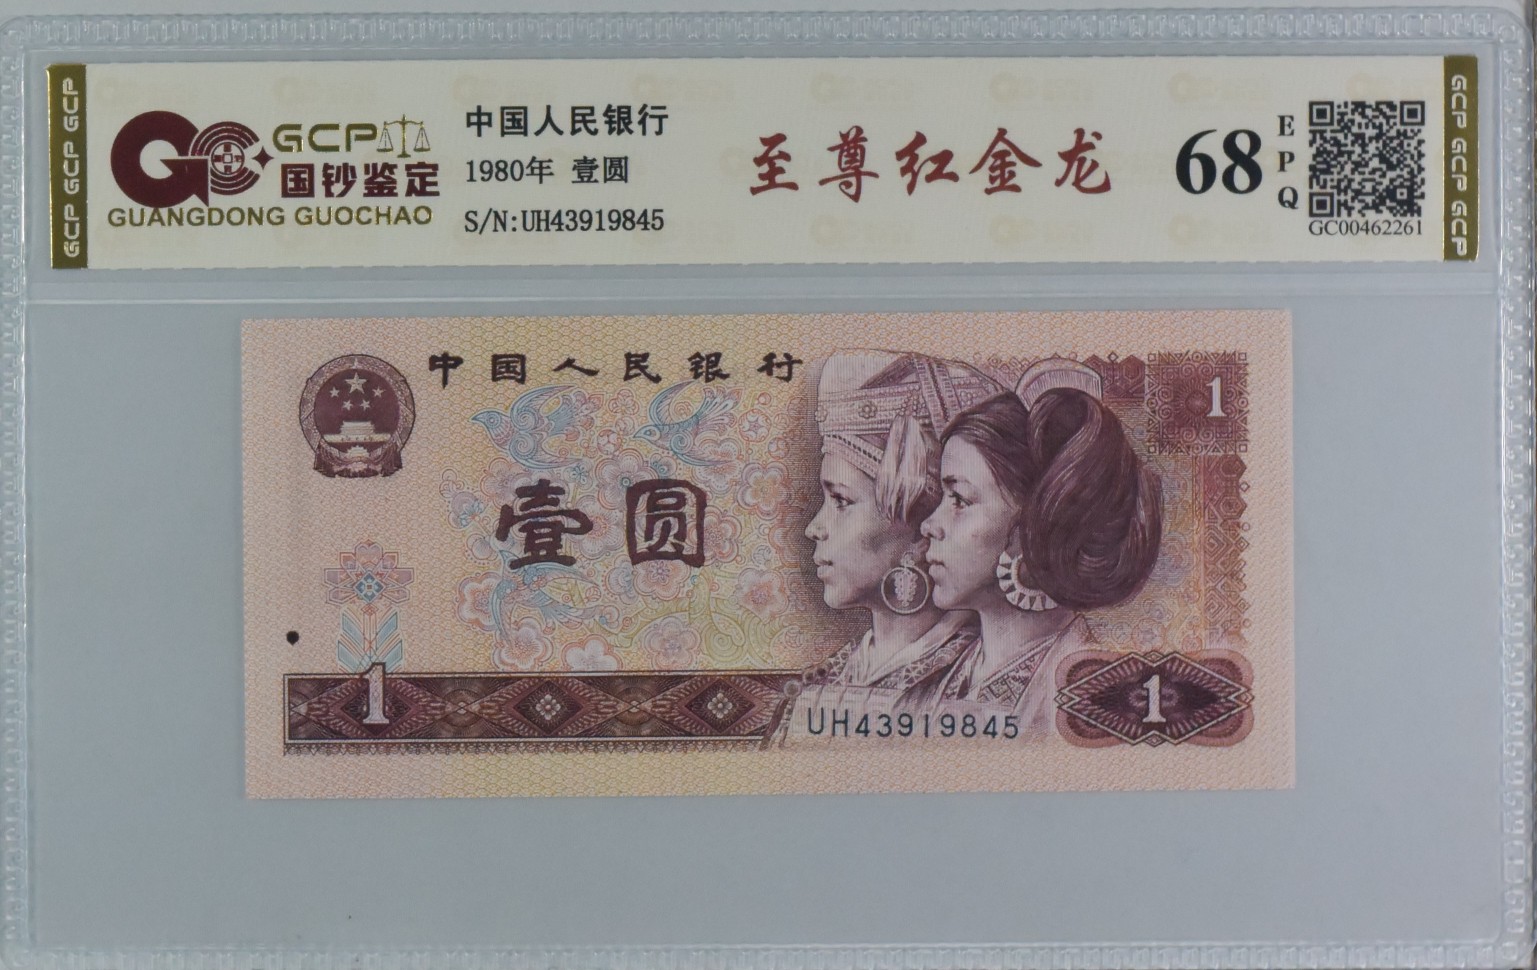 GCP GCP GCP
GCP
国钞鉴定
GUANGDONG GUOCHAO
中国人民银行
1980年 壹圆
S/N:UH43919845
至尊红金龙
68
EPQ
GC00462261
GCP GCP GCP
中国人民银行
1
壹圆
1
UH43919845
1